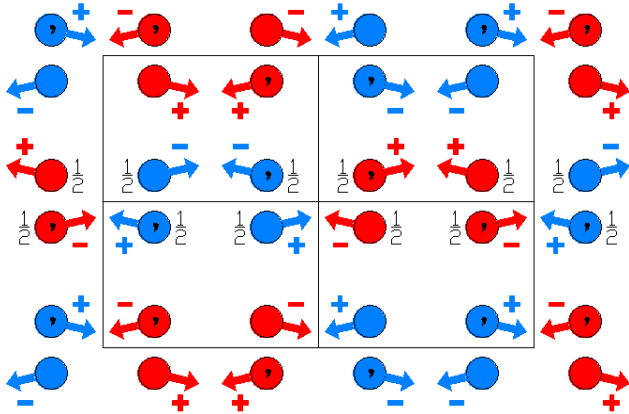 + − − + + −
, , , ,
, ,
− + + − − +
+ − − + + −
1/2 1/2 , 1/2 1/2 , 1/2 1/2
1/2 , , 1/2 1/2 1/2 1/2 , , 1/2
− + + − − +
+ − − + + −
, , , ,
, ,
− + + − − +